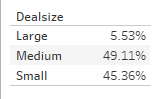 Dealsize
Large 5.53%
Medium 49.11%
Small 45.36%